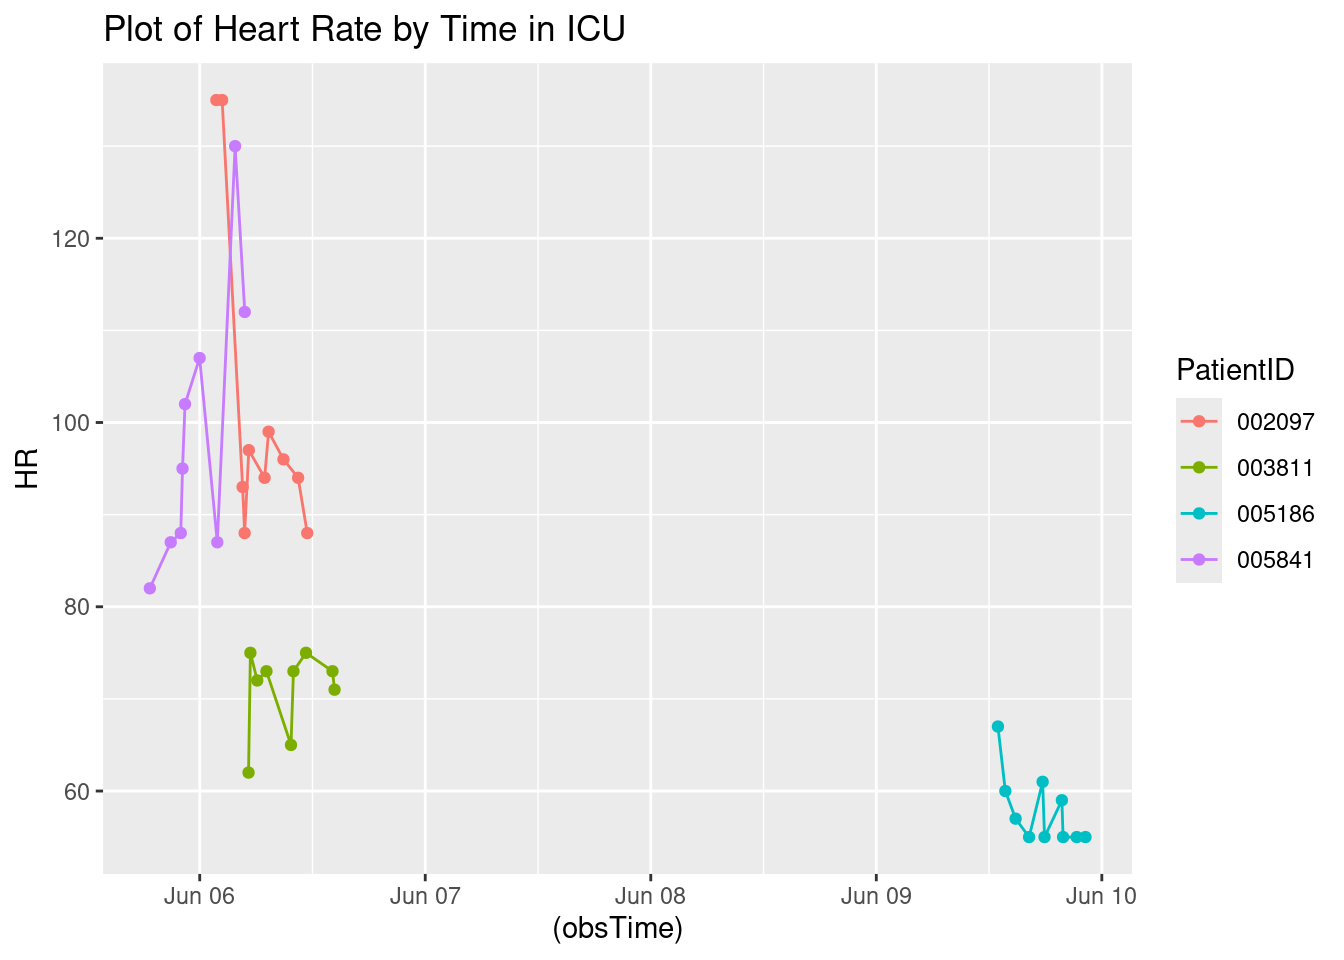 Plot of Heart Rate by Time in ICU
120
100
80
60
HR
Jun 06
Jun 07
Jun 08
Jun 09
Jun 10
(obsTime)
PatientID
002097
003811
005186
005841